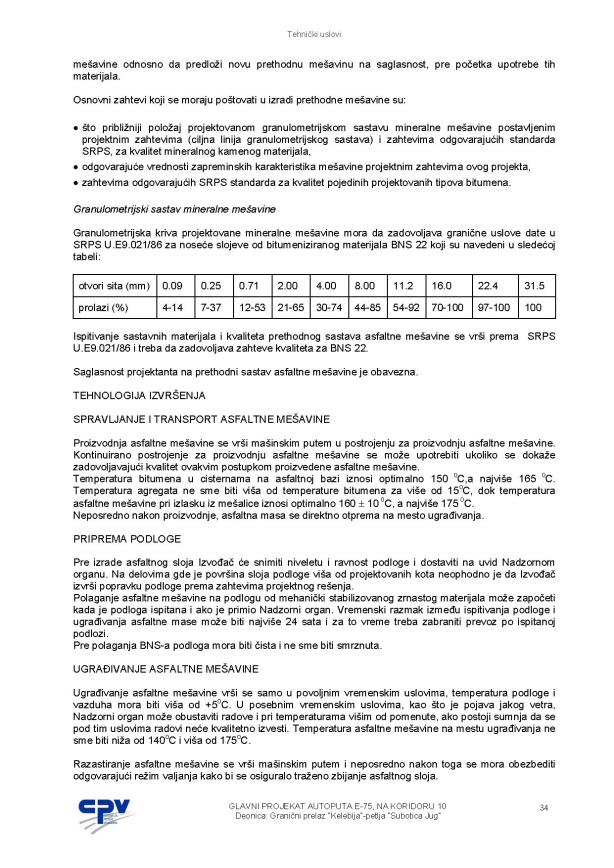 Tehnički uslovi
mešavine odnosno da predloži novu prethodnu mešavinu na saglasnost, pre početka upotrebe tih
materijala.
Osnovni zahtevi koji se moraju poštovati u izradi prethodne mešavine su:
• što približniji položaj projektovanom granulometrijskom sastavu mineralne mešavine postavljenim
projektnim zahtevima (ciljna linija granulometrijskog sastava) i zahtevima odgovarajućih standarda
SRPS, za kvalitet mineralnog kamenog materijala,
• odgovarajuće vrednosti zapreminskih karakteristika mešavine projektnim zahtevima ovog projekta,
• zahtevima odgovarajućih SRPS standarda za kvalitet pojedinih projektovanih tipova bitumena.
Granulometrijski sastav mineralne mešavine
Granulometrijska kriva projektovane mineralne mešavine mora da zadovoljava granične uslove date u
SRPS U.E9.021/86 za noseće slojeve od bitumeniziranog materijala BNS 22 koji su navedeni u sledećoj
tabeli:
otvori sita (mm) 0.09 0.25 0.71 2.00 4.00 8.00 11.2 16.0 22.4 31.5
prolazi (%) 4-14 7-37 12-53 21-65 30-74 44-85 54-92 70-100 97-100 100
Ispitivanje sastavnih materijala i kvaliteta prethodnog sastava asfaltne mešavine se vrši prema SRPS
U.E9.021/86 i treba da zadovoljava zahteve kvaliteta za BNS 22.
Saglasnost projektanta na prethodni sastav asfaltne mešavine je obavezna.
TEHNOLOGIJA IZVRŠENJA
SPRAVLJANJE I TRANSPORT ASFALTNE MEŠAVINE
Proizvodnja asfaltne mešavine se vrši mašinskim putem u postrojenju za proizvodnju asfaltne mešavine.
Kontinuirano postrojenje za proizvodnju asfaltne mešavine se može upotrebiti ukoliko se dokaže
zadovoljavajući kvalitet ovakvim postupkom proizvedene asfaltne mešavine.
Temperatura bitumena u cisternama na asfaltnoj bazi iznosi optimalno 150 ⁰C,a najviše 165 ⁰C.
Temperatura agregata ne sme biti viša od temperature bitumena za više od 15⁰C, dok temperatura
asfaltne mešavine pri izlasku iz mešalice iznosi optimalno 160 ± 10 ⁰C, a najviše 175 ⁰C.
Neposredno nakon proizvodnje, asfaltna masa se direktno otprema na mesto ugrađivanja.
PRIPREMA PODLOGE
Pre izrade asfaltnog sloja Izvođač će snimiti niveletu i ravnost podloge i dostaviti na uvid Nadzornom
organu. Na delovima gde je površina sloja podloge viša od projektovanih kota neophodno je da Izvođač
izvrši popravku podloge prema zahtevima projektnog rešenja.
Polaganje asfaltne mešavine na podlogu od mehanički stabilizovanog zrnastog materijala može započeti
kada je podloga ispitana i ako je primio Nadzorni organ. Vremenski razmak između ispitivanja podloge i
ugrađivanja asfaltne mase može biti najviše 24 sata i za to vreme treba zabraniti prevoz po ispitanoj
podlozi.
Pre polaganja BNS-a podloga mora biti čista i ne sme biti smrznuta.
UGRAĐIVANJE ASFALTNE MEŠAVINE
Ugrađivanje asfaltne mešavine vrši se samo u povoljnim vremenskim uslovima, temperatura podloge i
vazduha mora biti viša od +5⁰C. U posebnim vremenskim uslovima, kao što je pojava jakog vetra,
Nadzorni organ može obustaviti radove i pri temperaturama višim od pomenute, ako postoji sumnja da se
pod tim uslovima radovi neće kvalitetno izvesti. Temperatura asfaltne mešavine na mestu ugrađivanja ne
sme biti niža od 140⁰C i viša od 175⁰C.
Razastiranje asfaltne mešavine se vrši mašinskim putem i neposredno nakon toga se mora obezbediti
odgovarajući režim valjanja kako bi se osiguralo traženo zbijanje asfaltnog sloja.
CPV
GLAVNI PROJEKAT AUTOPUTA E-75, NA KORIDORU 10
Deonica: Granični prelaz "Kelebija"-petlja "Subotica Jug"
34